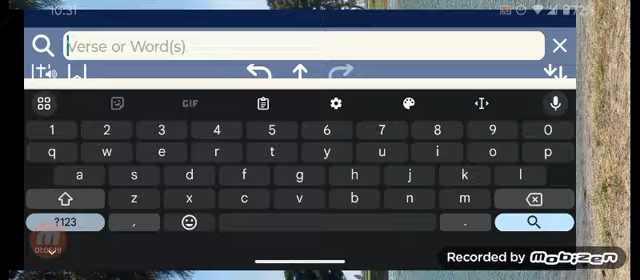 10:31
Verse or Word(s)
GIF
1 2 3 4 5 6 7 8 9 0
q w e r t y u i o p
a s d f g h j k l
z x c v b n m
?123 , .
Recorded by mobizen